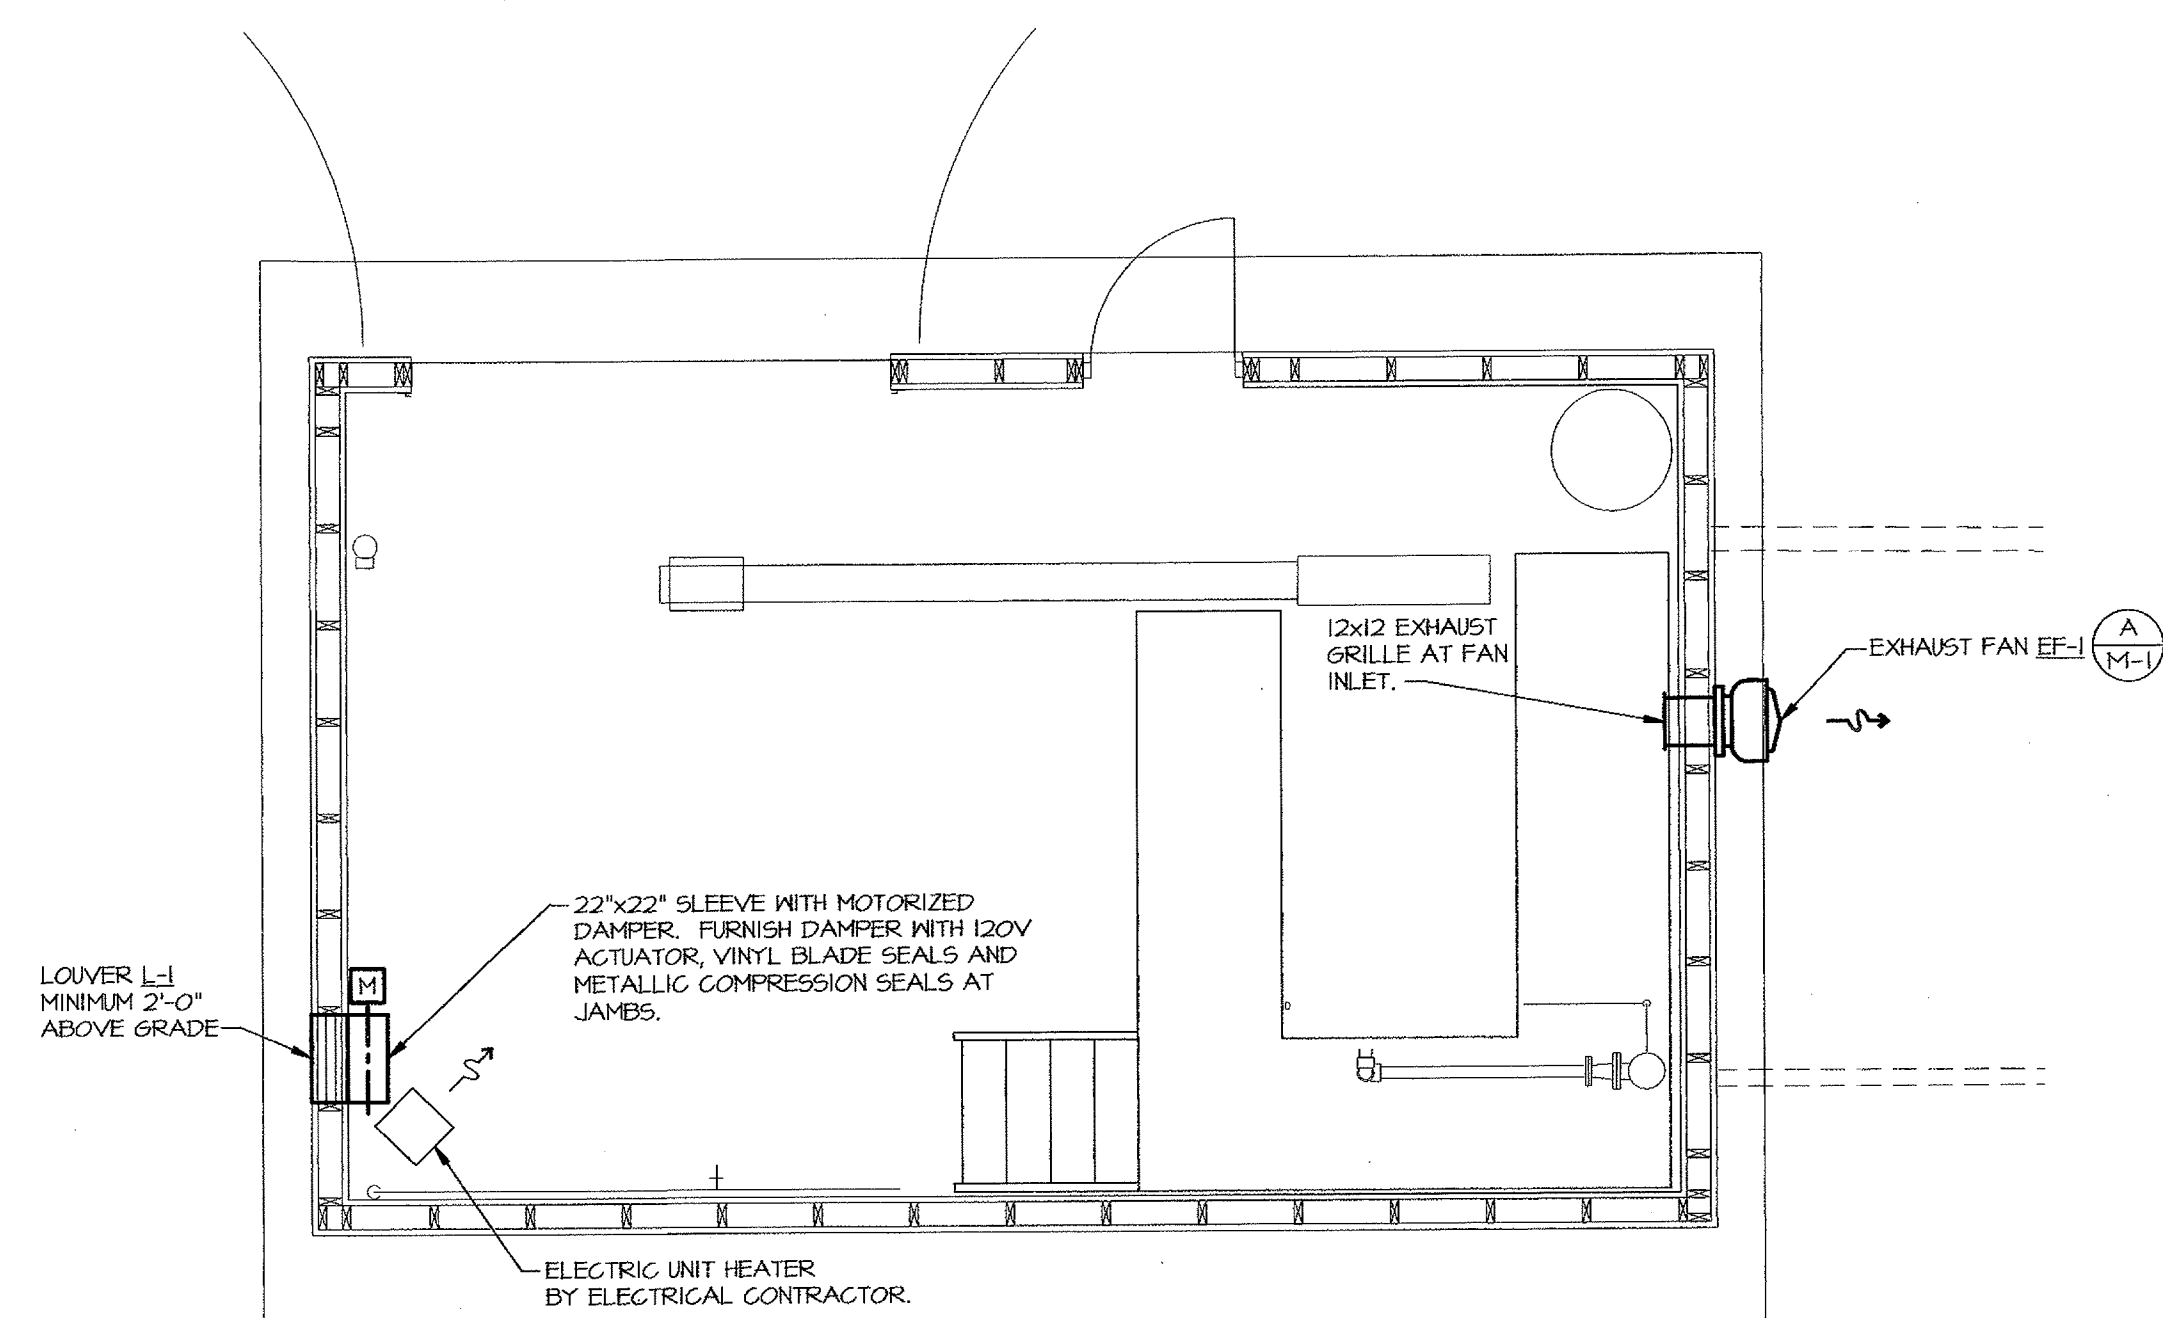 12x12 EXHAUST
GRILLE AT FAN
INLET.
EXHAUST FAN EF-1
A
M-1
22"x22" SLEEVE WITH MOTORIZED
DAMPER. FURNISH DAMPER WITH 120V
ACTUATOR, VINYL BLADE SEALS AND
METALLIC COMPRESSION SEALS AT
JAMBS.
LOUVER L-1
MINIMUM 2'-0"
ABOVE GRADE
M
ELECTRIC UNIT HEATER
BY ELECTRICAL CONTRACTOR.